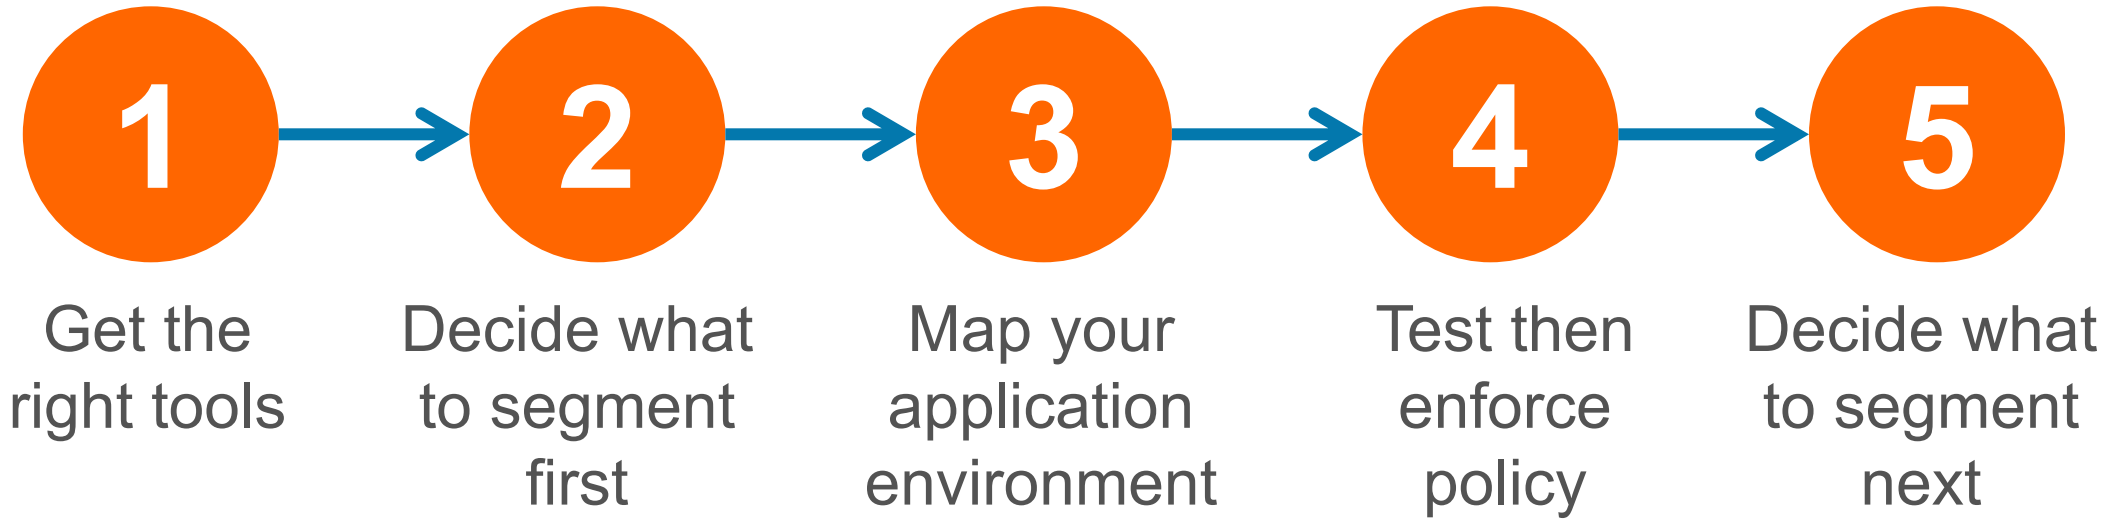 1
Get the
right tools
2
Decide what
to segment
first
3
Map your
application
environment
4
Test then
enforce
policy
5
Decide what
to segment
next